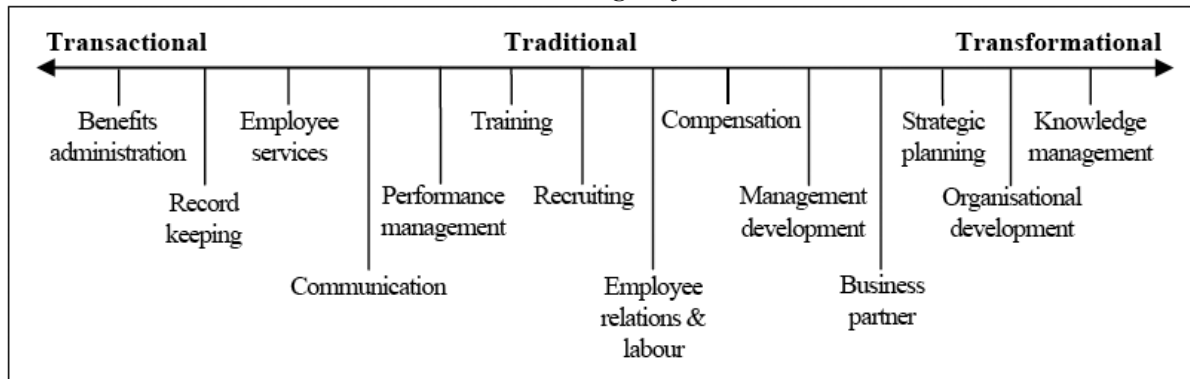 Transactional Traditional Transformational
Benefits
administration
Employee
services
Training
Compensation
Strategic
planning
Knowledge
management
Record
keeping
Performance
management
Recruiting
Management
development
Organisational
development
Communication
Employee
relations &
labour
Business
partner